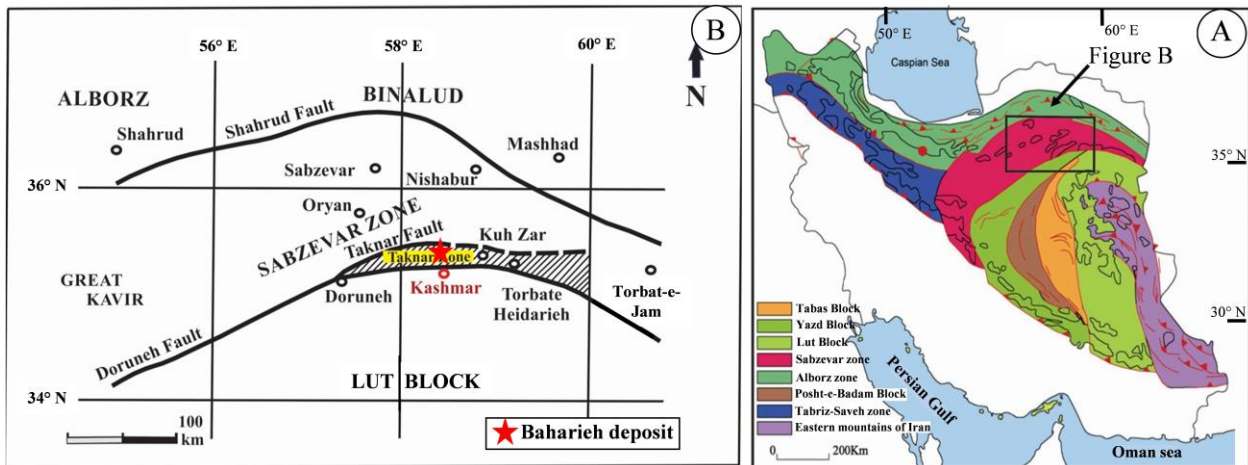 B
56° E
58° E
60° E
N
ALBORZ
BINALUD
Shahrud Fault
Shahrud
Mashhad
Sabzevar
Nishabur
36° N
Oryan
SABZEVAR ZONE
Taknar Fault
Kuh Zar
Taknar Zone
GREAT
KAVIR
Doruneh
Kashmar
Torbate
Heidarieh
Torbat-e-
Jam
Doruneh Fault
LUT BLOCK
34° N
100
km
Baharieh deposit
A
50° E
60° E
Figure B
Caspian Sea
35° N
30° N
Tabas Block
Yazd Block
Lut Block
Sabzevar zone
Alborz zone
Posht-e-Badam Block
Tabriz-Saveh zone
Eastern mountains of Iran
Persian Gulf
Oman sea
0
200Km